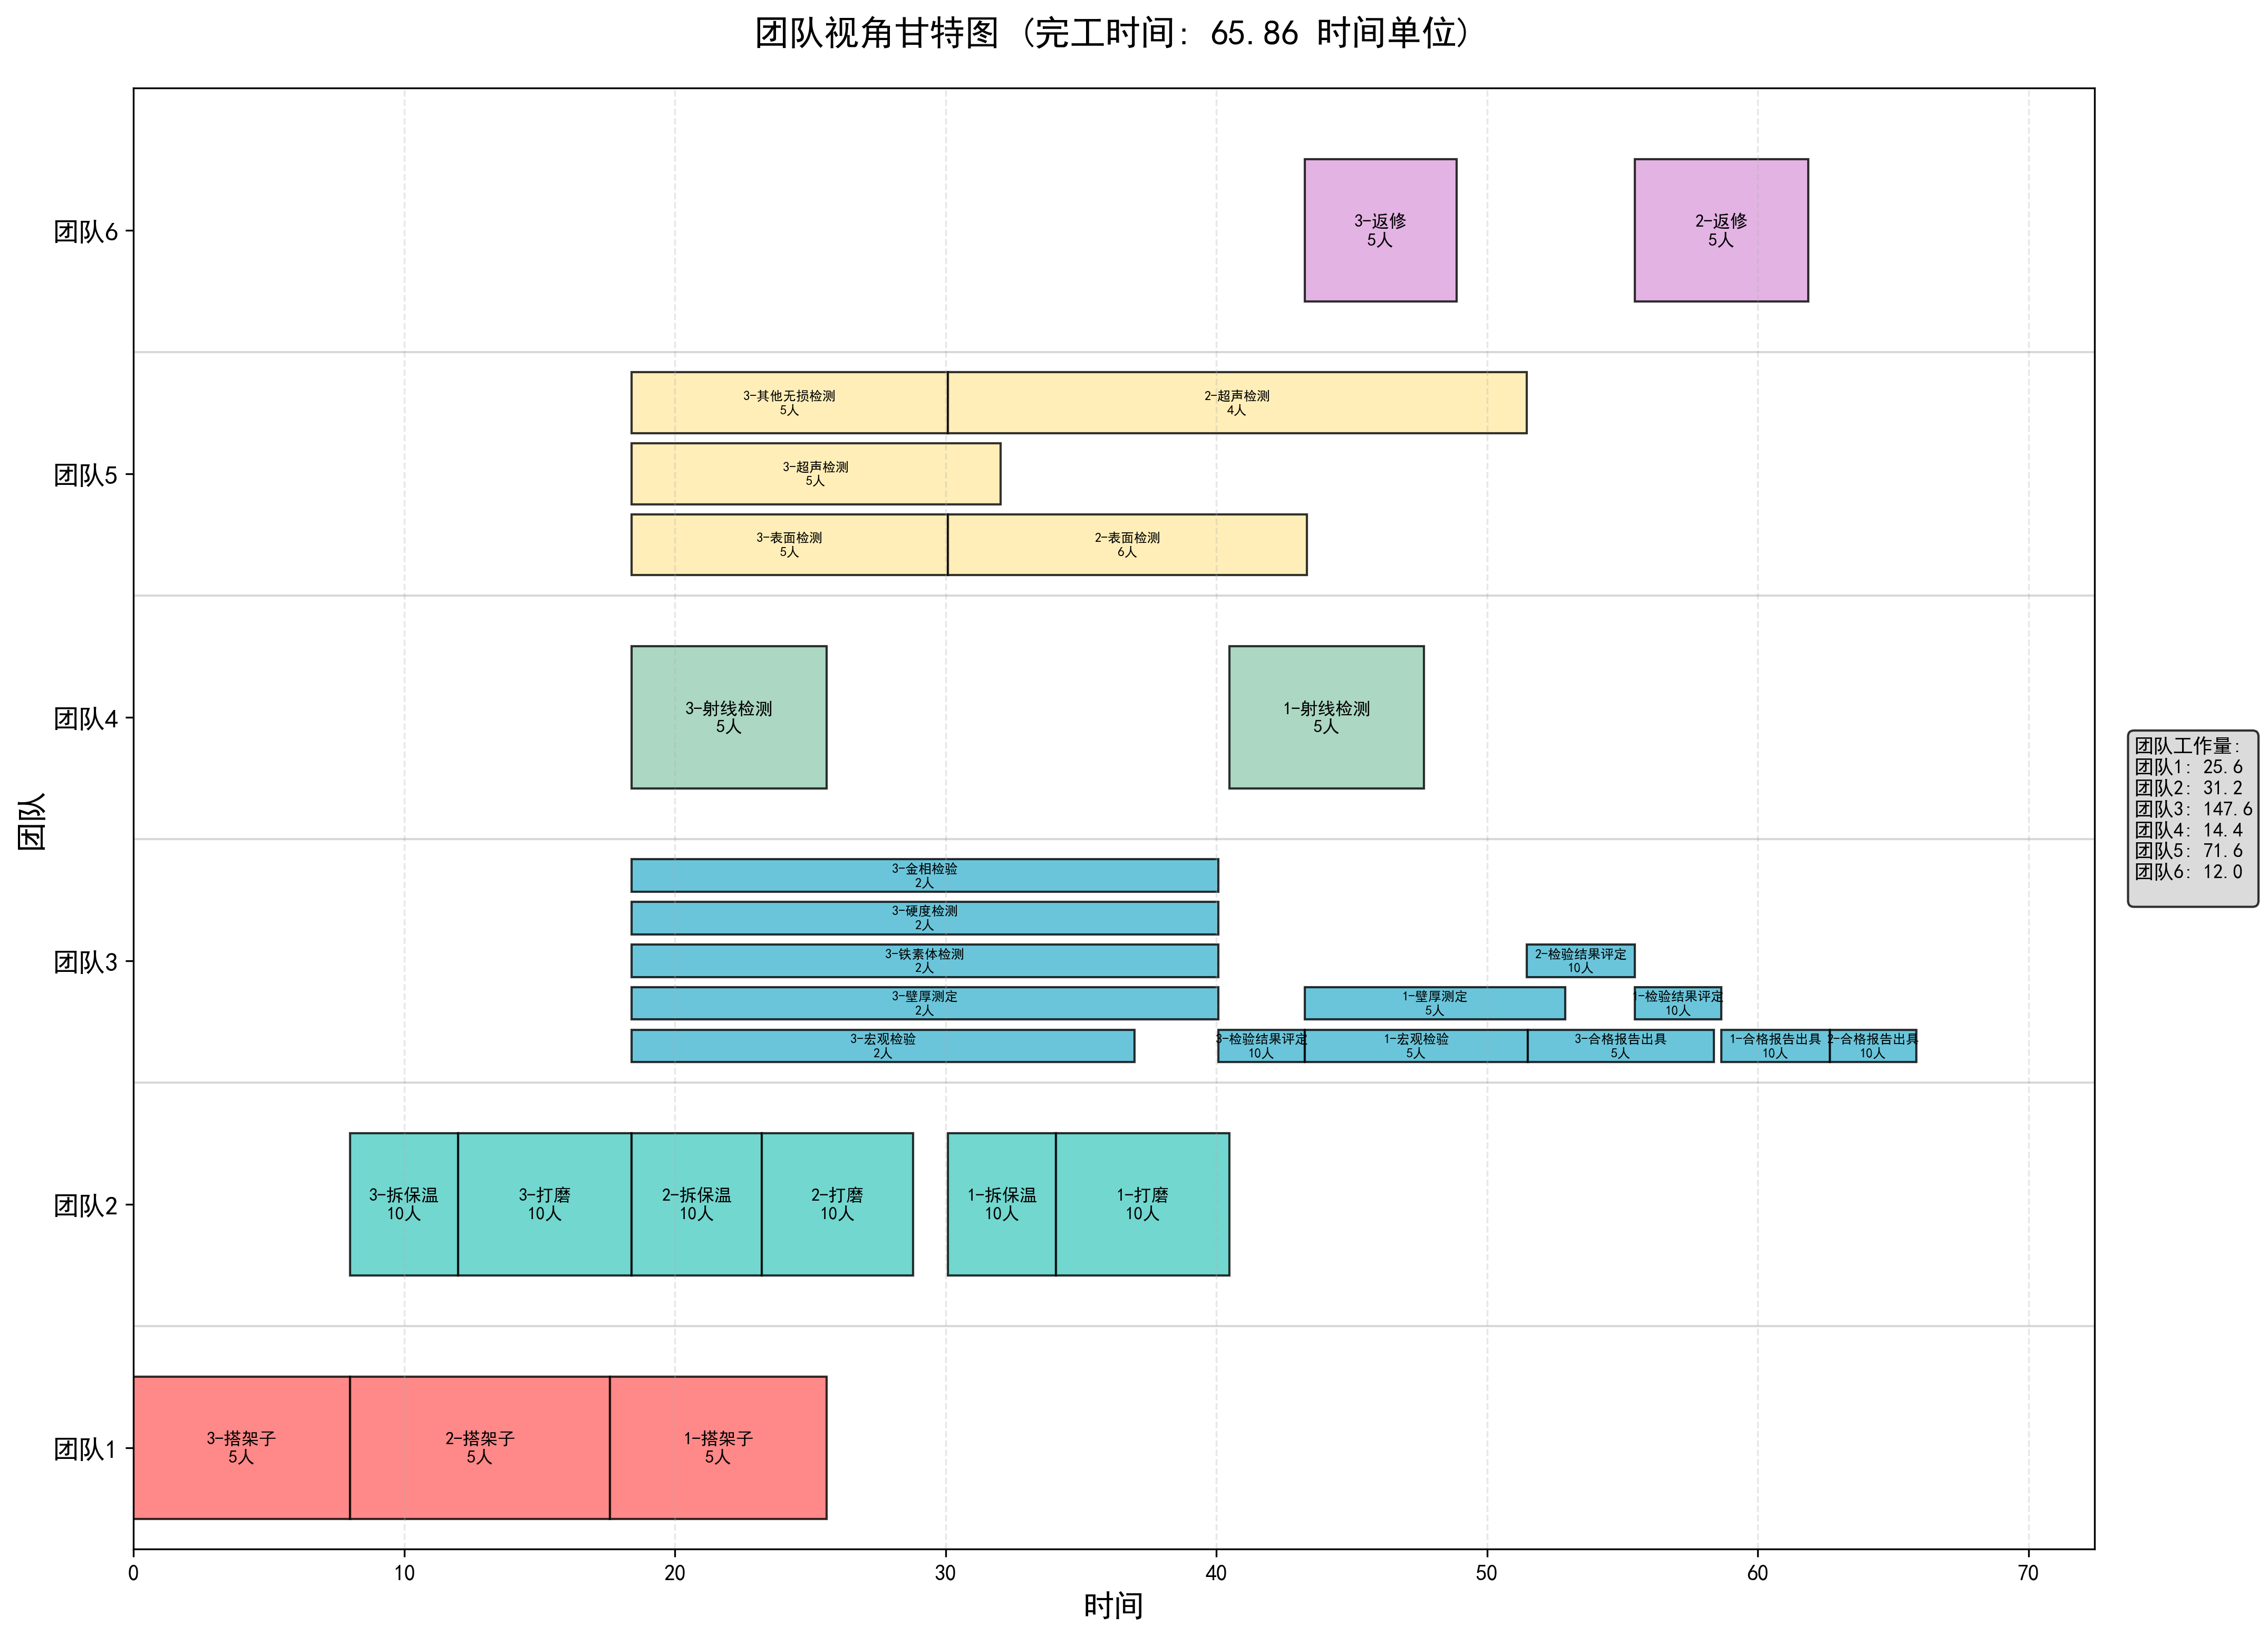 团队视角甘特图 (完工时间: 65.86 时间单位)
团队
团队6
3-返修
5人
2-返修
5人
团队5
3-其他无损检测
5人
2-超声检测
4人
3-超声检测
5人
3-表面检测
5人
2-表面检测
6人
团队4
3-射线检测
5人
1-射线检测
5人
团队3
3-金相检验
2人
3-硬度检测
2人
3-铁素体检测
2人
2-检验结果评定
10人
3-壁厚测定
2人
1-壁厚测定
5人
1-检验结果评定
10人
3-宏观检验
2人
3-检验结果评定
10人
1-宏观检验
5人
3-合格报告出具
5人
1-合格报告出具
10人
2-合格报告出具
10人
团队2
3-拆保温
10人
3-打磨
10人
2-拆保温
10人
2-打磨
10人
1-拆保温
10人
1-打磨
10人
团队1
3-搭架子
5人
2-搭架子
5人
1-搭架子
5人
0 10 20 30 40 50 60 70
时间
团队工作量:
团队1: 25.6
团队2: 31.2
团队3: 147.6
团队4: 14.4
团队5: 71.6
团队6: 12.0